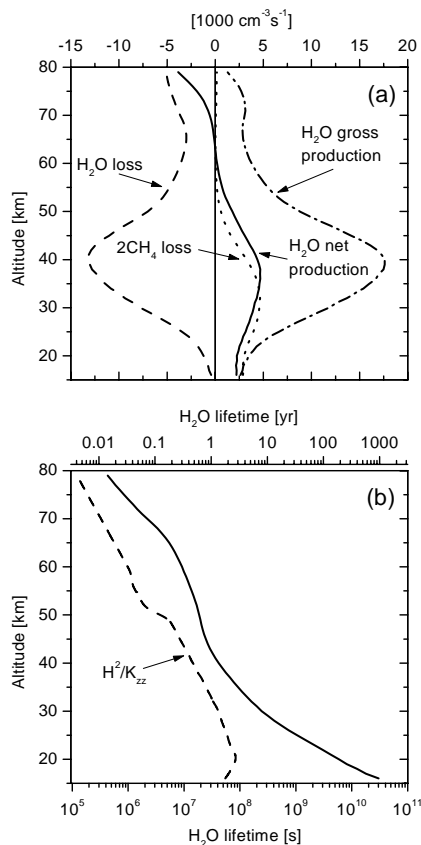 [1000 cm⁻³s⁻¹]
-15 -10 -5 0 5 10 15 20
80
70
60
50
40
30
20
Altitude [km]
(a)
H₂O loss
H₂O gross production
2CH₄ loss
H₂O net production
H₂O lifetime [yr]
0.01 0.1 1 10 100 1000
80
70
60
50
40
30
20
Altitude [km]
(b)
H²/K_zz
10⁵ 10⁶ 10⁷ 10⁸ 10⁹ 10¹⁰ 10¹¹
H₂O lifetime [s]